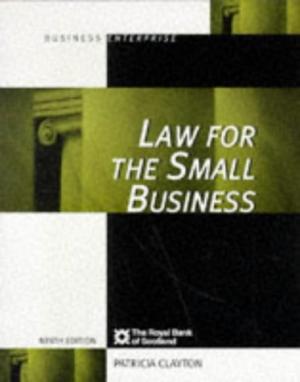 BUSINESS ENTERPRISE
LAW FOR
THE SMALL
BUSINESS
NINTH EDITION
The Royal Bank
of Scotland
PATRICIA CLAYTON